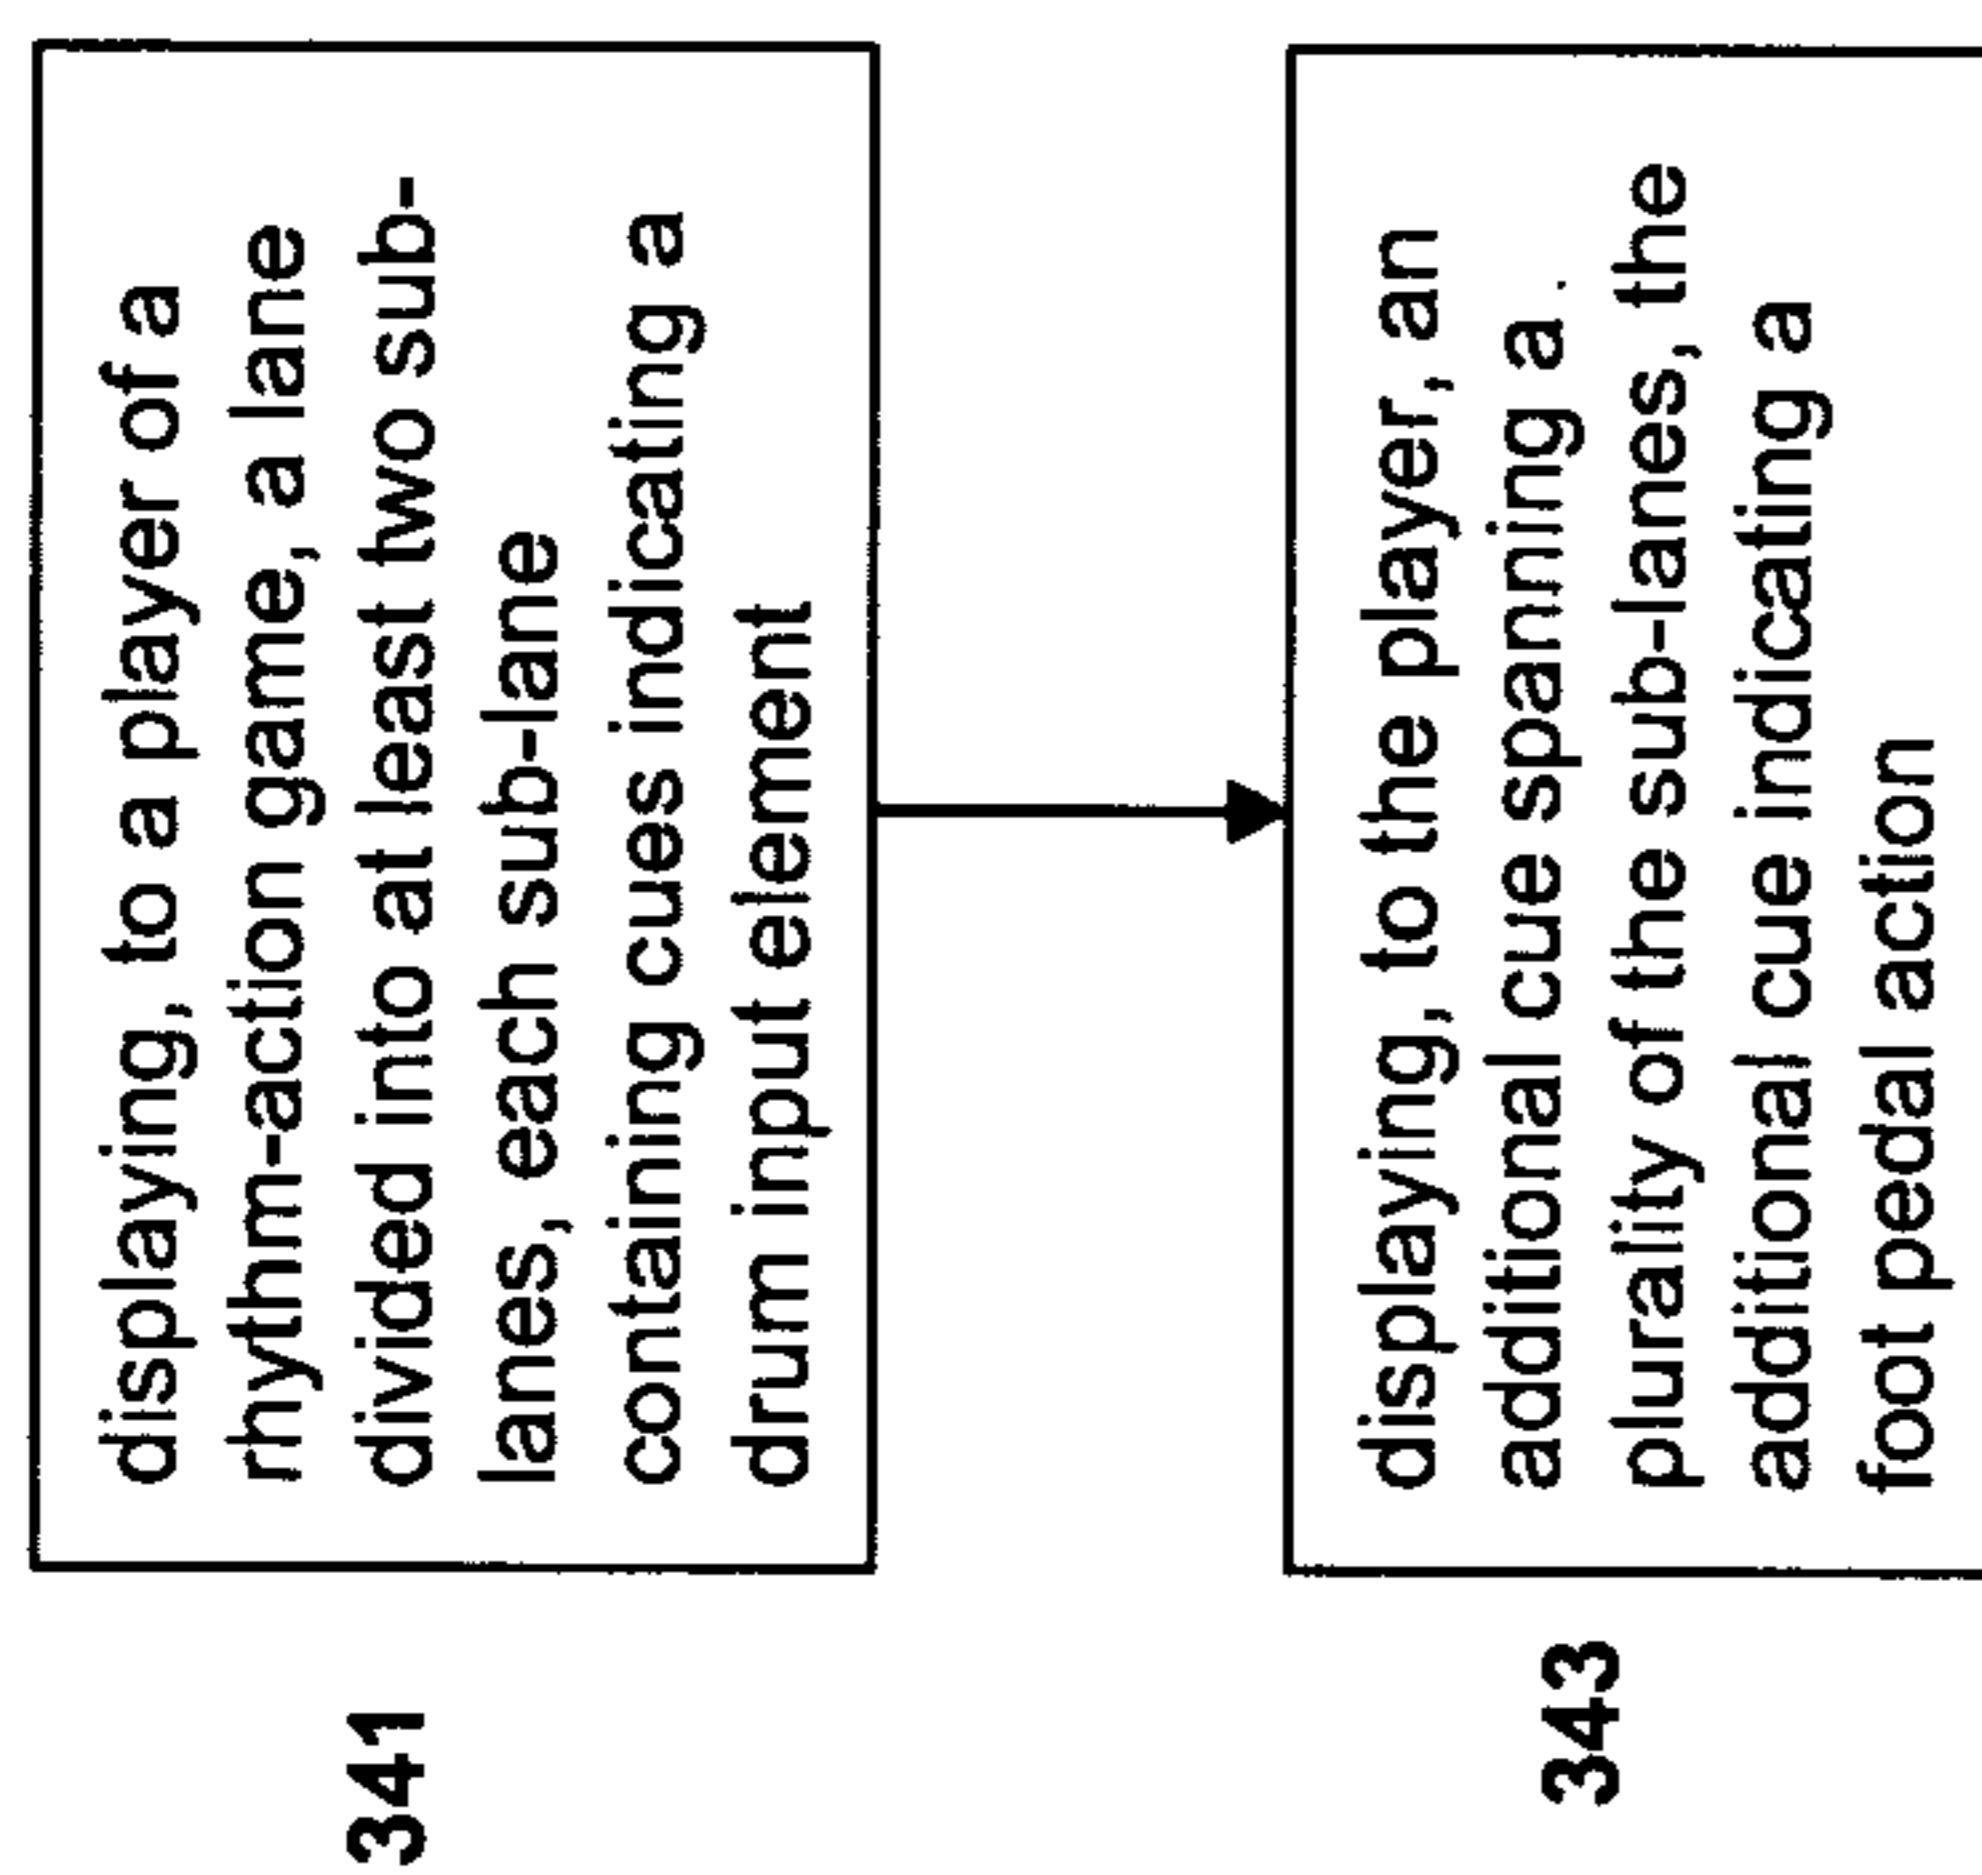 341
displaying, to a player of a
rhythm-action game, a lane
divided into at least two sub-
lanes, each sub-lane
containing cues indicating a
drum input element
343
displaying, to the player, an
additional cue spanning a
plurality of the sub-lanes, the
additional cue indicating a
foot pedal action